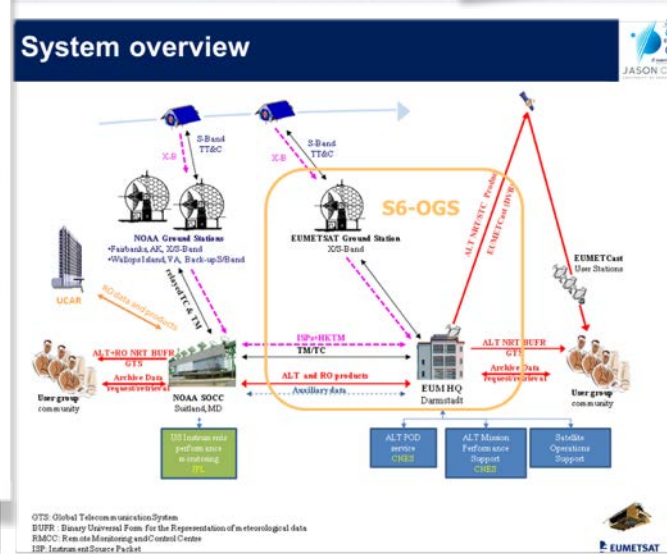 System overview
JASON C
S-Band
TT&C
X-B
S-Band
TT&C
X-B
S6-OGS
NOAA Ground Stations
•Fairbanks, AK, X/S-Band
•Wallops Island, VA, Back-up S/Band
EUMETSAT Ground Station
X/S-Band
ALT NRT/STC Product
EUMETCast (DVB)
EUMETCast
User Stations
UCAR
RO data and products
relayed TC & TM
ISPs+HKTM
TM/TC
ALT+RO NRT BUFR
GTS
Archive Data
request/retrieval
ALT and RO products
Auxiliary data
ALT NRT BUFR
GTS
Archive Data
request/retrieval
User group
community
NOAA SOCC
Suitland, MD
EUM HQ
Darmstadt
User group
community
US Instruments
performance
monitoring
JPL
ALT POD
service
CNES
ALT Mission
Performance
Support
CNES
Satellite
Operations
Support
GTS: Global Telecommunication System
BUFR : Binary Universal Form for the Representation of meteorological data
RMCC: Remote Monitoring and Control Centre
ISP: Instrument Source Packet
EUMETSAT